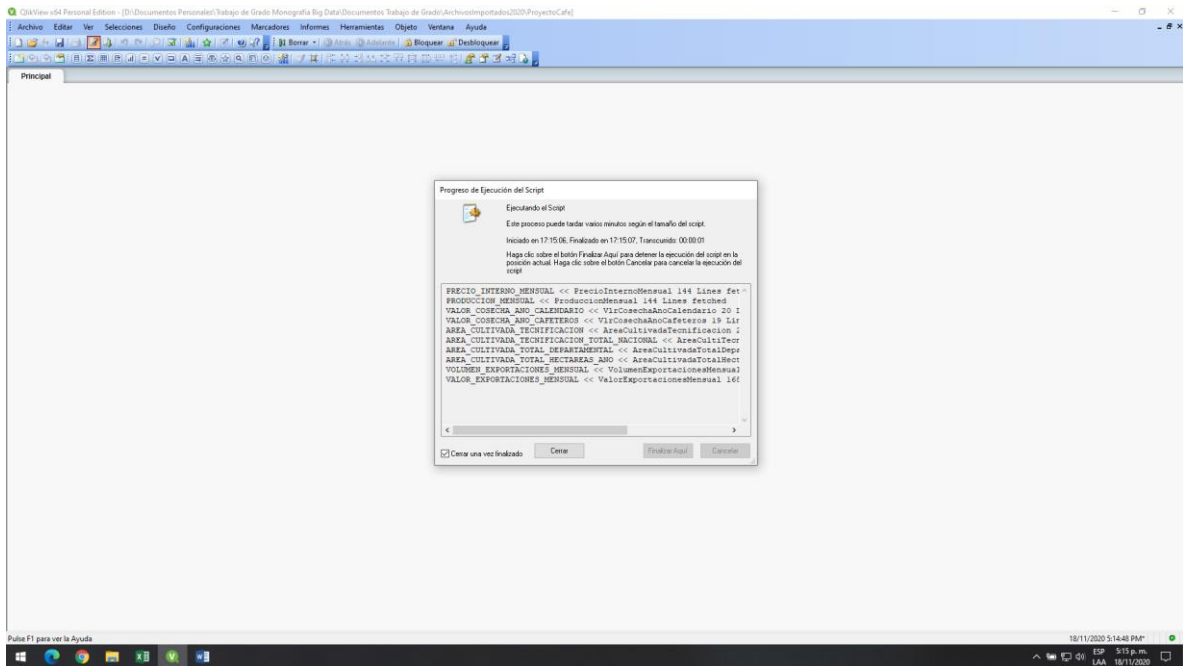 QlikView x64 Personal Edition - [D:\Documentos Personales\Trabajo de Grado Monografia Big Data\Documentos Trabajo de Grado\ArchivosImportados2020\ProyectoCafe]
Archivo Editar Ver Selecciones Diseño Configuraciones Marcadores Informes Herramientas Objeto Ventana Ayuda
Borrar Atrás Adelante Bloquear Desbloquear
Principal
Progreso de Ejecución del Script
Ejecutando el Script
Este proceso puede tardar varios minutos según el tamaño del script.
Iniciado en 17:15:06, Finalizado en 17:15:07, Transcurrido: 00:00:01
Haga clic sobre el botón Finalizar Aquí para detener la ejecución del script en la
posición actual. Haga clic sobre el botón Cancelar para cancelar la ejecución del
script
PRECIO_INTERNO_MENSUAL << PrecioInternoMensual 144 Lines fet
PRODUCCION_MENSUAL << ProduccionMensual 144 Lines fetched
VALOR_COSECHA_ANO_CALENDARIO << VlrCosechaAnoCalendario 20
VALOR_COSECHA_ANO_CAFETEROS << VlrCosechaAnoCafeteros 19 Lin
AREA_CULTIVADA_TECNIFICACION << AreaCultivadaTecnificacion
AREA_CULTIVADA_TECNIFICACION_TOTAL_NACIONAL << AreaCultiTecn
AREA_CULTIVADA_TOTAL_DEPARTAMENTAL << AreaCultivadaTotalDepa
AREA_CULTIVADA_TOTAL_HECTAREAS_ANO << AreaCultivadaTotalHect
VOLUMEN_EXPORTACIONES_MENSUAL << VolumenExportacionesMensual
VALOR_EXPORTACIONES_MENSUAL << ValorExportacionesMensual
Cerrar una vez finalizado Cerrar Finalizar Aquí Cancelar
Pulse F1 para ver la Ayuda 18/11/2020 5:14:48 PM*
ESP 5:15 p. m.
LAA 18/11/2020